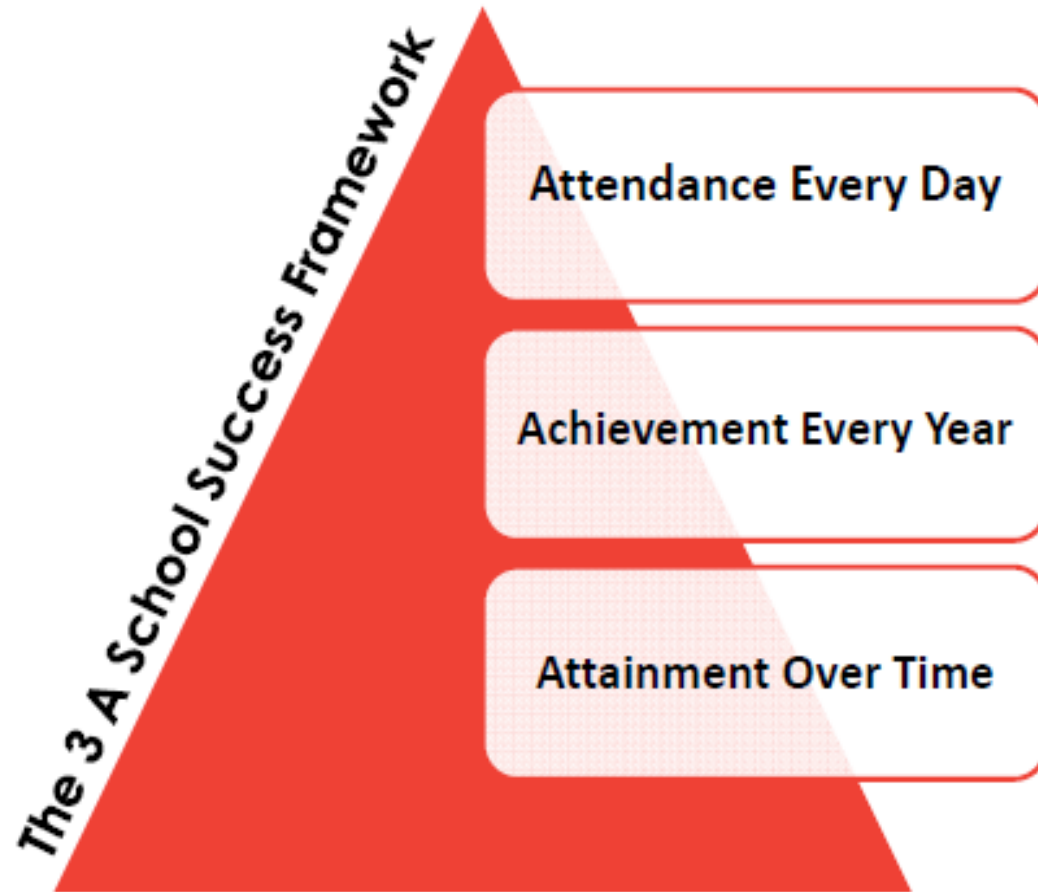 The 3 A School Success Framework
Attendance Every Day
Achievement Every Year
Attainment Over Time